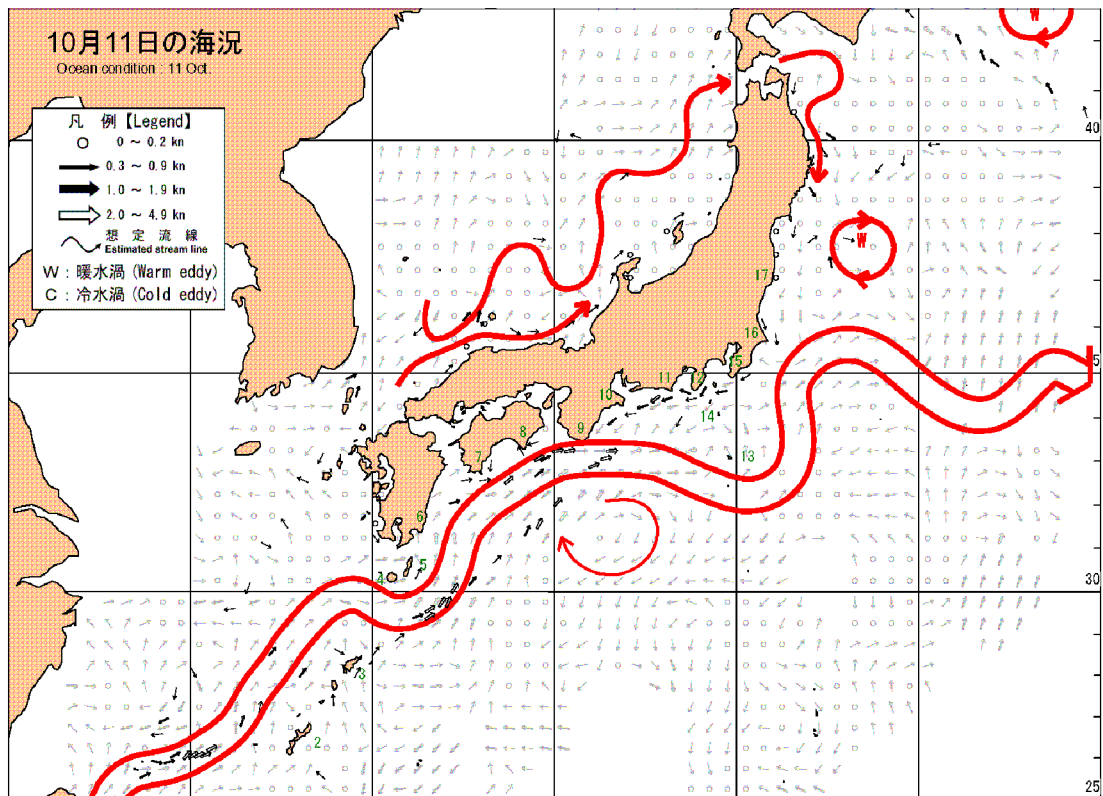 10月11日の海況
Ocean condition : 11 Oct.
凡 例【Legend】
0 ~ 0.2 kn
0.3 ~ 0.9 kn
1.0 ~ 1.9 kn
2.0 ~ 4.9 kn
想 定 流 線
Estimated stream line
W : 暖水渦 (Warm eddy)
C : 冷水渦 (Cold eddy)
W
40
W
17
16
5
15
12
11
10
14
9
8
7
13
6
5
4
30
3
2
25